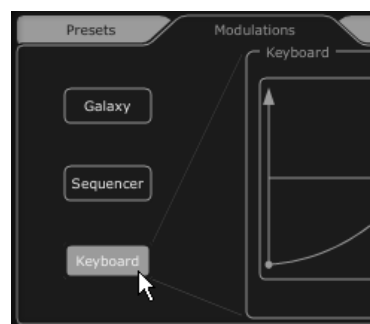 Presets
Modulations
Keyboard
Galaxy
Sequencer
Keyboard